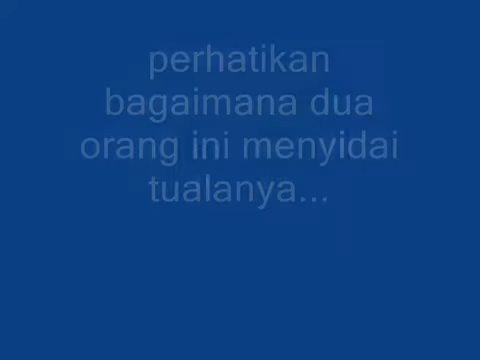 perhatikan
bagaimana dua
orang ini menyidai
tualanya...